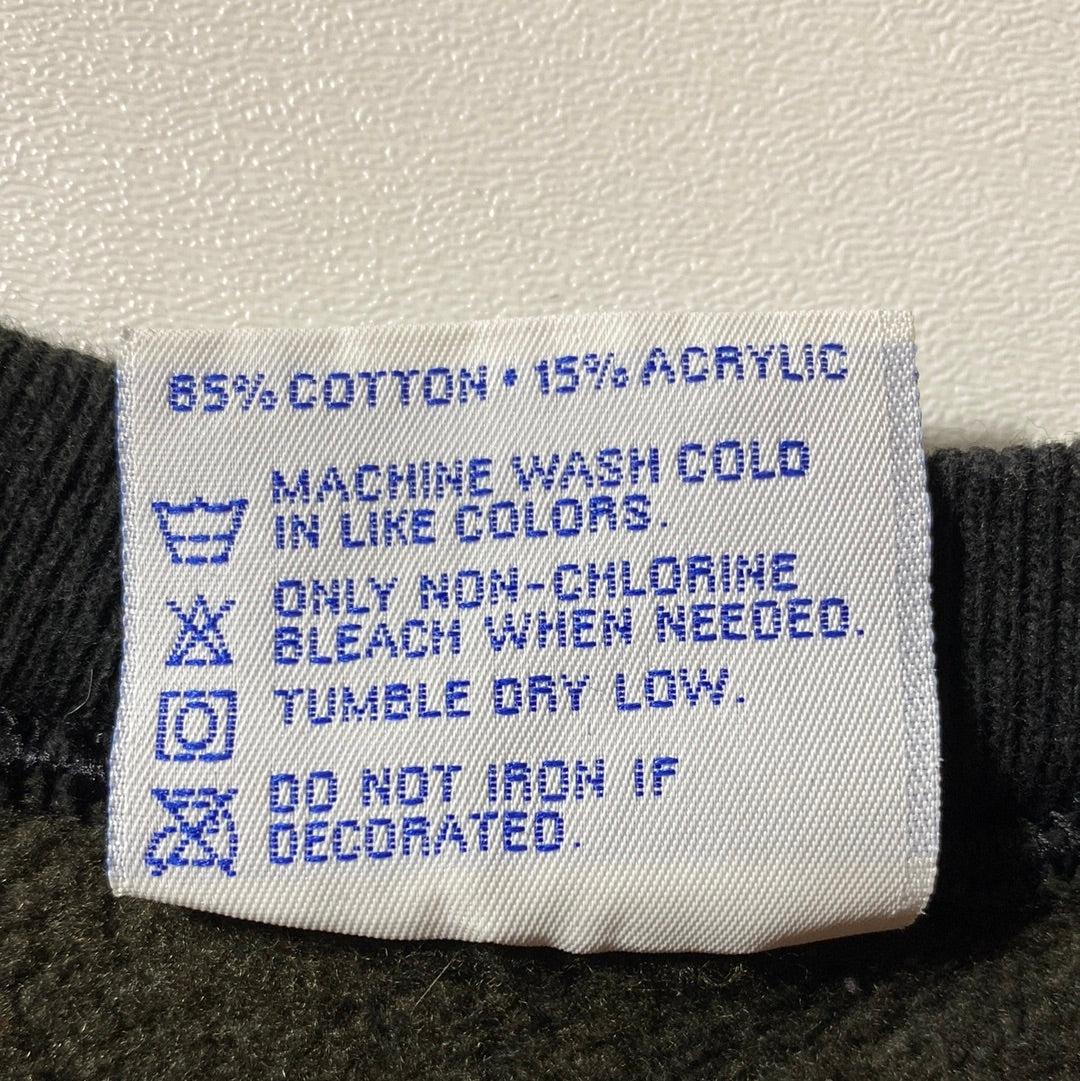 85% COTTON • 15% ACRYLIC
MACHINE WASH COLD
IN LIKE COLORS.
ONLY NON-CHLORINE
BLEACH WHEN NEEDED.
TUMBLE DRY LOW.
DO NOT IRON IF
DECORATED.